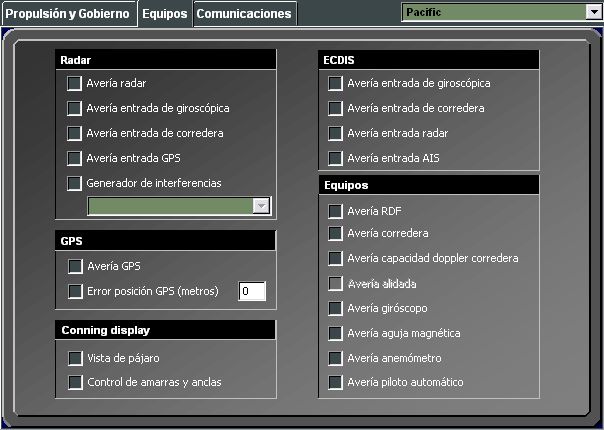 Propulsión y Gobierno
Equipos
Comunicaciones
Pacific
Radar
Avería radar
Avería entrada de giroscópica
Avería entrada de corredera
Avería entrada GPS
Generador de interferencias
GPS
Avería GPS
Error posición GPS (metros)
0
Conning display
Vista de pájaro
Control de amarras y anclas
ECDIS
Avería entrada de giroscópica
Avería entrada de corredera
Avería entrada radar
Avería entrada AIS
Equipos
Avería RDF
Avería corredera
Avería capacidad doppler corredera
Avería alidada
Avería giróscopo
Avería aguja magnética
Avería anemómetro
Avería piloto automático